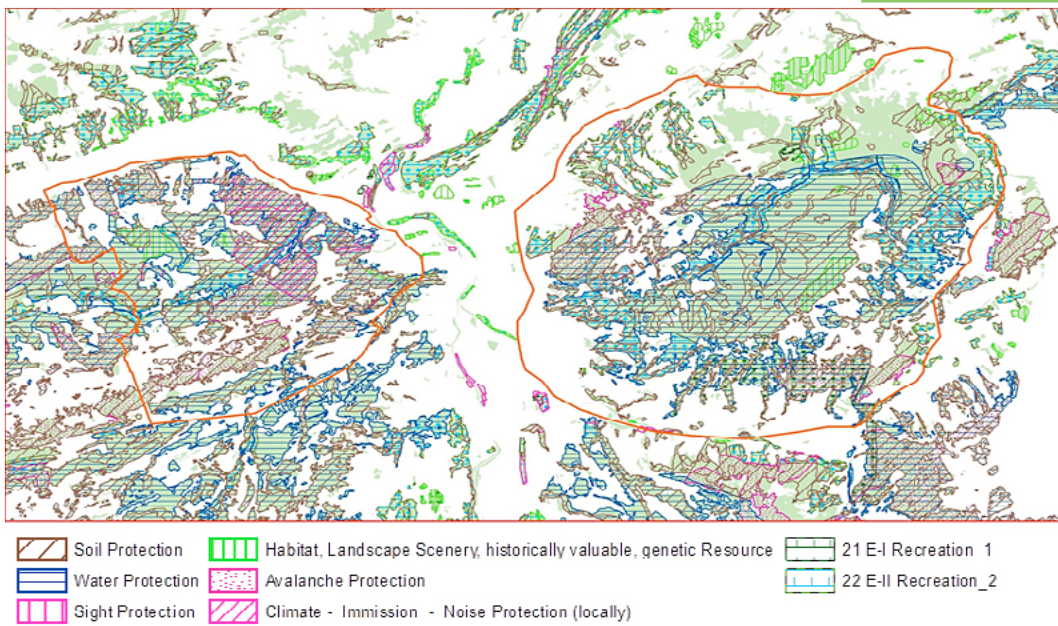 Soil Protection
Habitat, Landscape Scenery, historically valuable, genetic Resource
21 E-I Recreation_1
Water Protection
Avalanche Protection
22 E-II Recreation_2
Sight Protection
Climate - Immission - Noise Protection (locally)